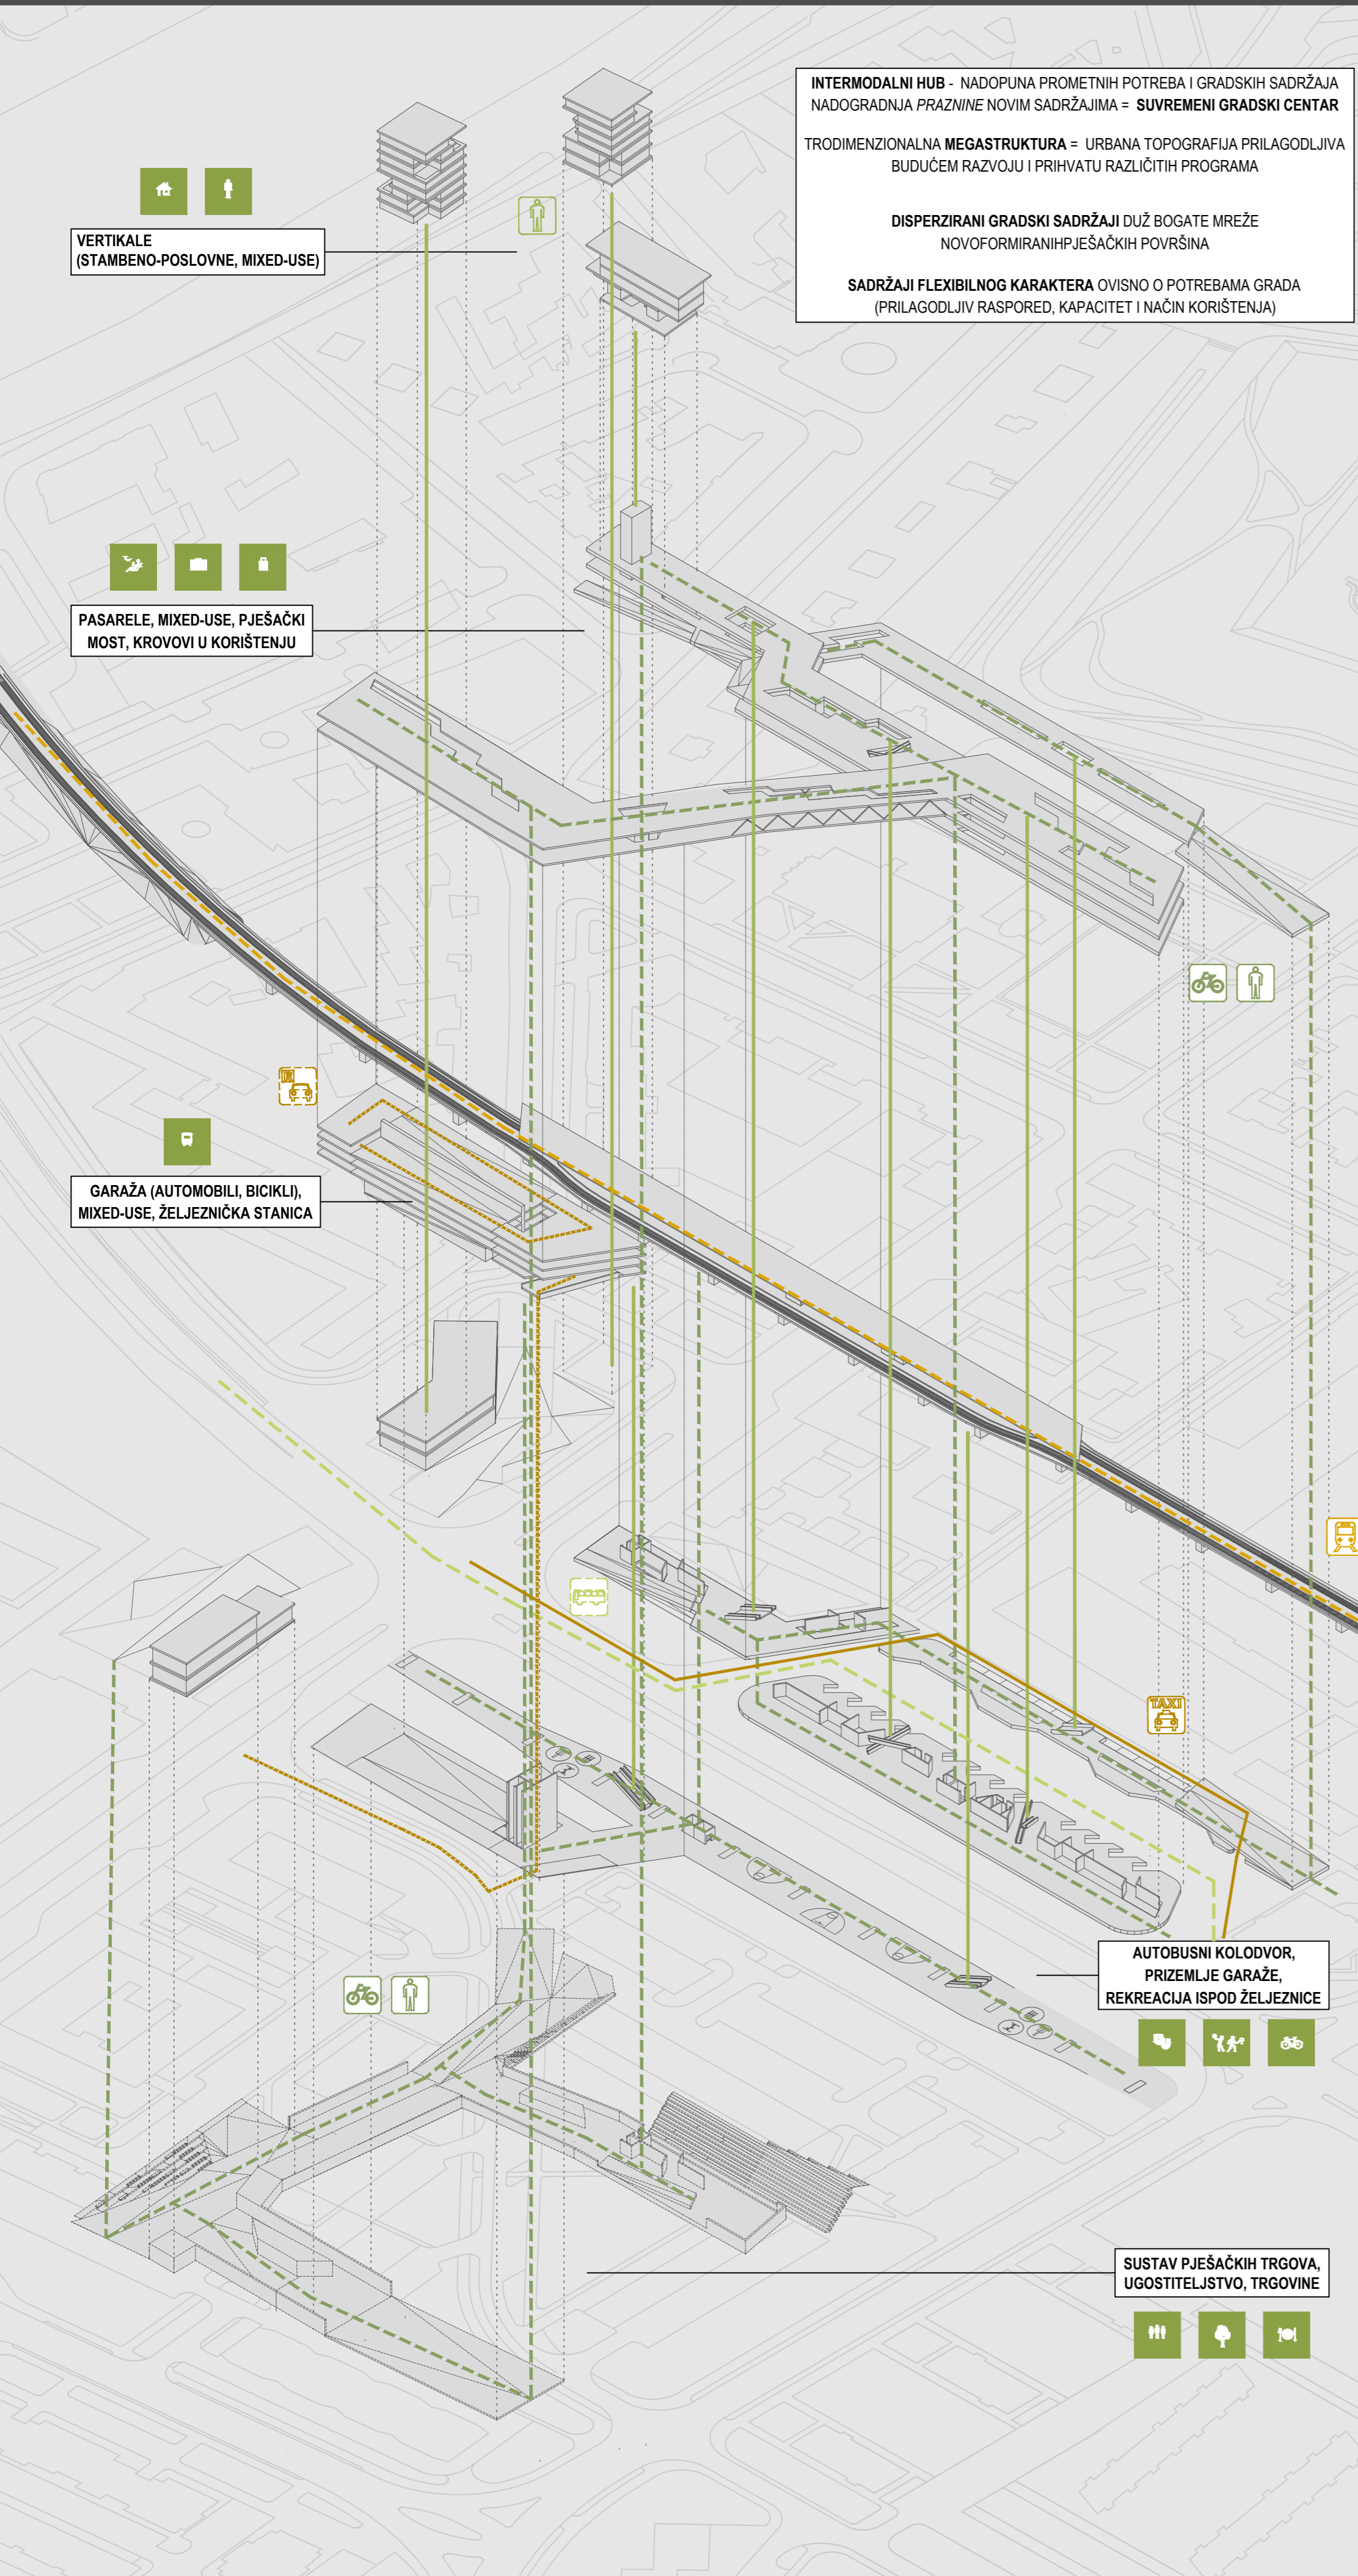 INTERMODALNI HUB - NADOPUNA PROMETNIH POTREBA I GRADSKIH SADRŽAJA
NADOGRADNJA PRAZNINE NOVIM SADRŽAJIMA = SUVREMENI GRADSKI CENTAR
TRODIMENZIONALNA MEGASTRUKTURA = URBANA TOPOGRAFIJA PRILAGODLJIVA
BUDUĆEM RAZVOJU I PRIHVATU RAZLIČITIH PROGRAMA
DISPERZIRANI GRADSKI SADRŽAJI DUŽ BOGATE MREŽE
NOVOFORMIRANIHPJEŠAČKIH POVRŠINA
SADRŽAJI FLEXIBILNOG KARAKTERA OVISNO O POTREBAMA GRADA
(PRILAGODLJIV RASPORED, KAPACITET I NAČIN KORIŠTENJA)
VERTIKALE
(STAMBENO-POSLOVNE, MIXED-USE)
PASARELE, MIXED-USE, PJEŠAČKI
MOST, KROVOVI U KORIŠTENJU
GARAŽA (AUTOMOBILI, BICIKLI),
MIXED-USE, ŽELJEZNIČKA STANICA
TAXI
AUTOBUSNI KOLODVOR,
PRIZEMLJE GARAŽE,
REKREACIJA ISPOD ŽELJEZNICE
SUSTAV PJEŠAČKIH TRGOVA,
UGOSTITELJSTVO, TRGOVINE